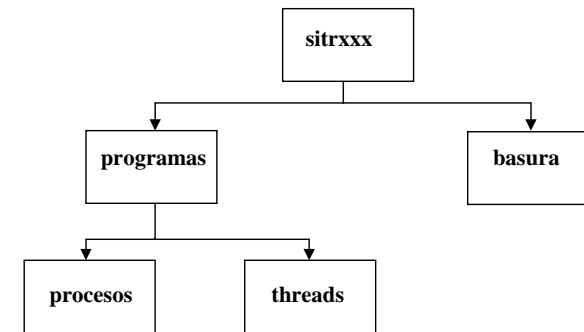 sitrxxx
programas
basura
procesos
threads